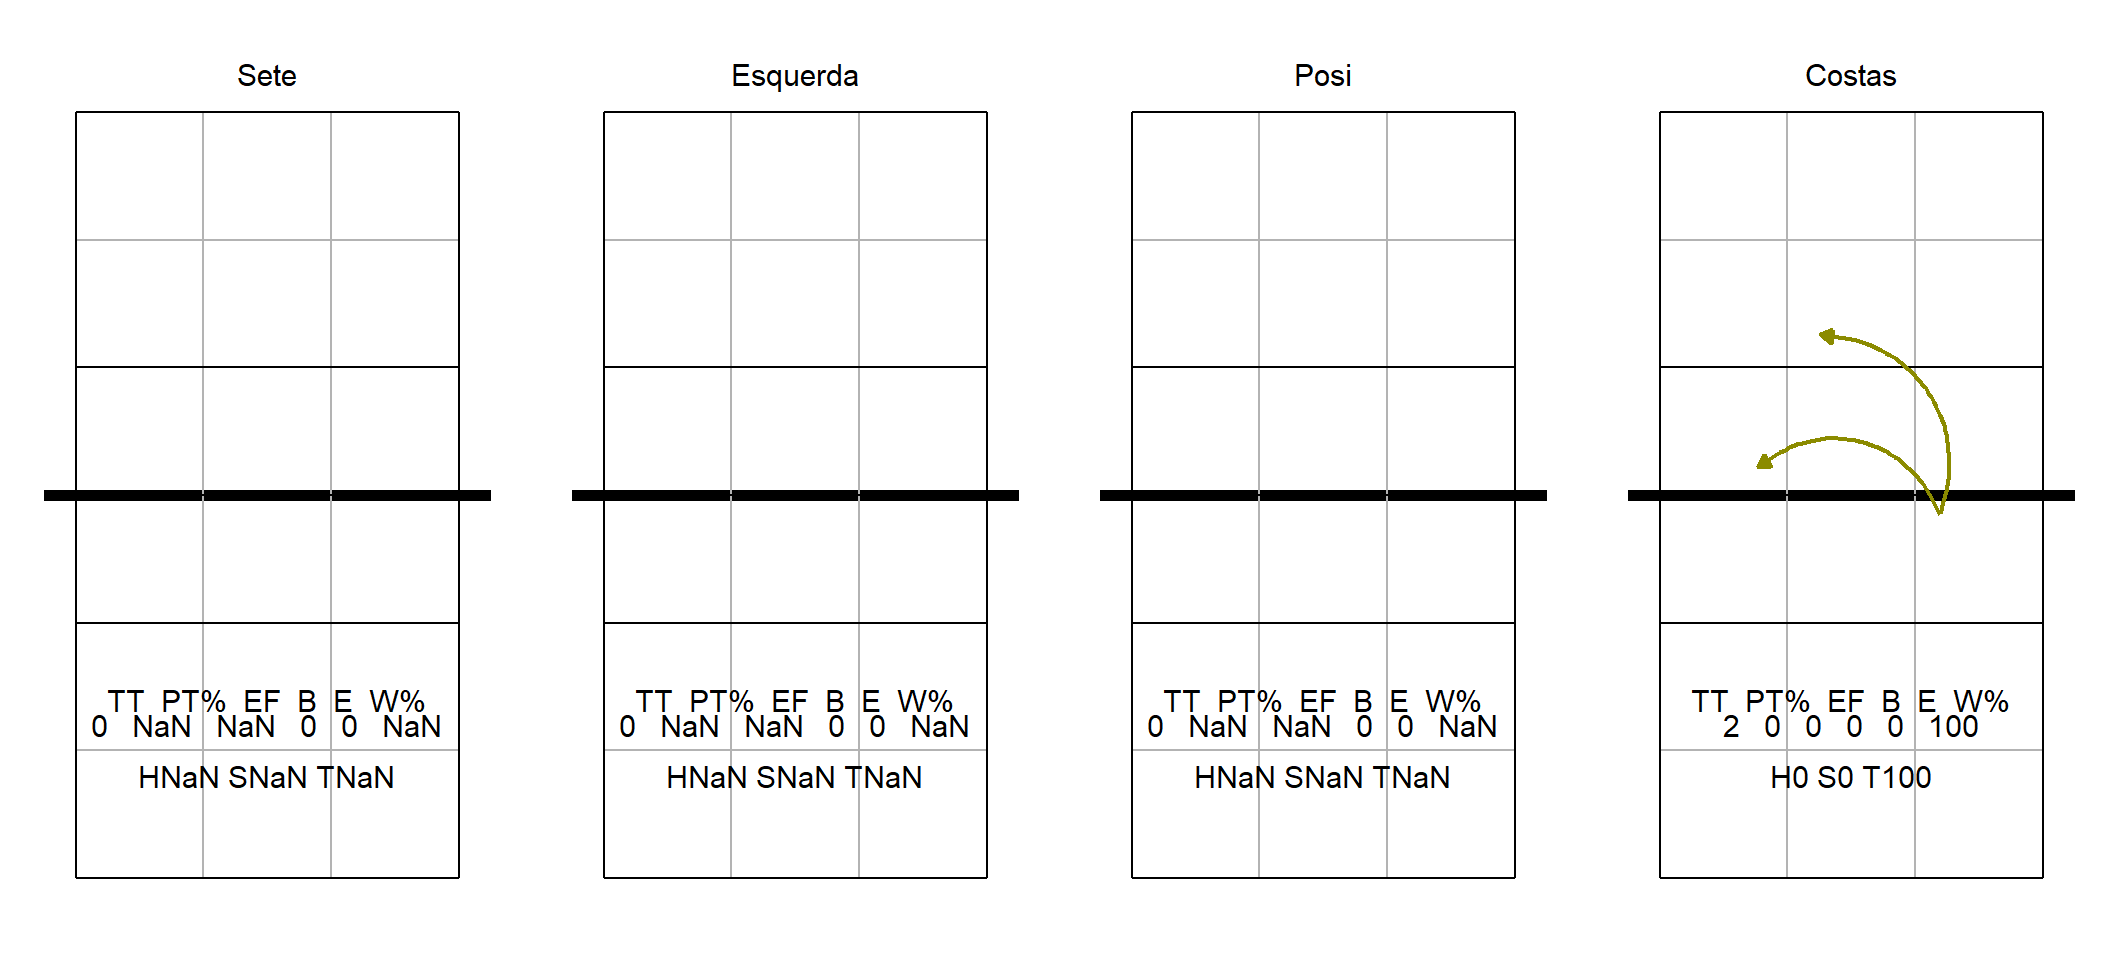 Sete
TT PT% EF B E W%
0 NaN NaN 0 0 NaN
HNaN SNaN TNaN
Esquerda
TT PT% EF B E W%
0 NaN NaN 0 0 NaN
HNaN SNaN TNaN
Posi
TT PT% EF B E W%
0 NaN NaN 0 0 NaN
HNaN SNaN TNaN
Costas
TT PT% EF B E W%
2 0 0 0 0 100
H0 S0 T100